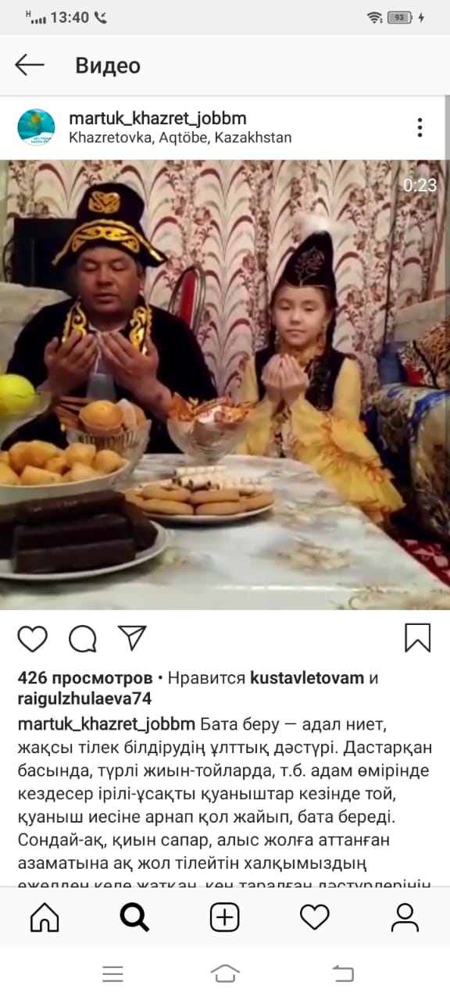 H 13:40 93
Видео
martuk_khazret_jobbm
Khazretovka, Aqtöbe, Kazakhstan
0:23
426 просмотров • Нравится kustavletovam и
raigulzhulaeva74
martuk_khazret_jobbm Бата беру — адал ниет,
жақсы тілек білдірудің ұлттық дәстүрі. Дастарқан
басында, түрлі жиын-тойларда, т.б. адам өмірінде
кездесер ірілі-ұсақты қуаныштар кезінде той,
қуаныш иесіне арнап қол жайып, бата береді.
Сондай-ақ, қиын сапар, алыс жолға аттанған
азаматына ақ жол тілейтін халқымыздың
ежелден келе жатқан, кең таралған дәстүрлерінің